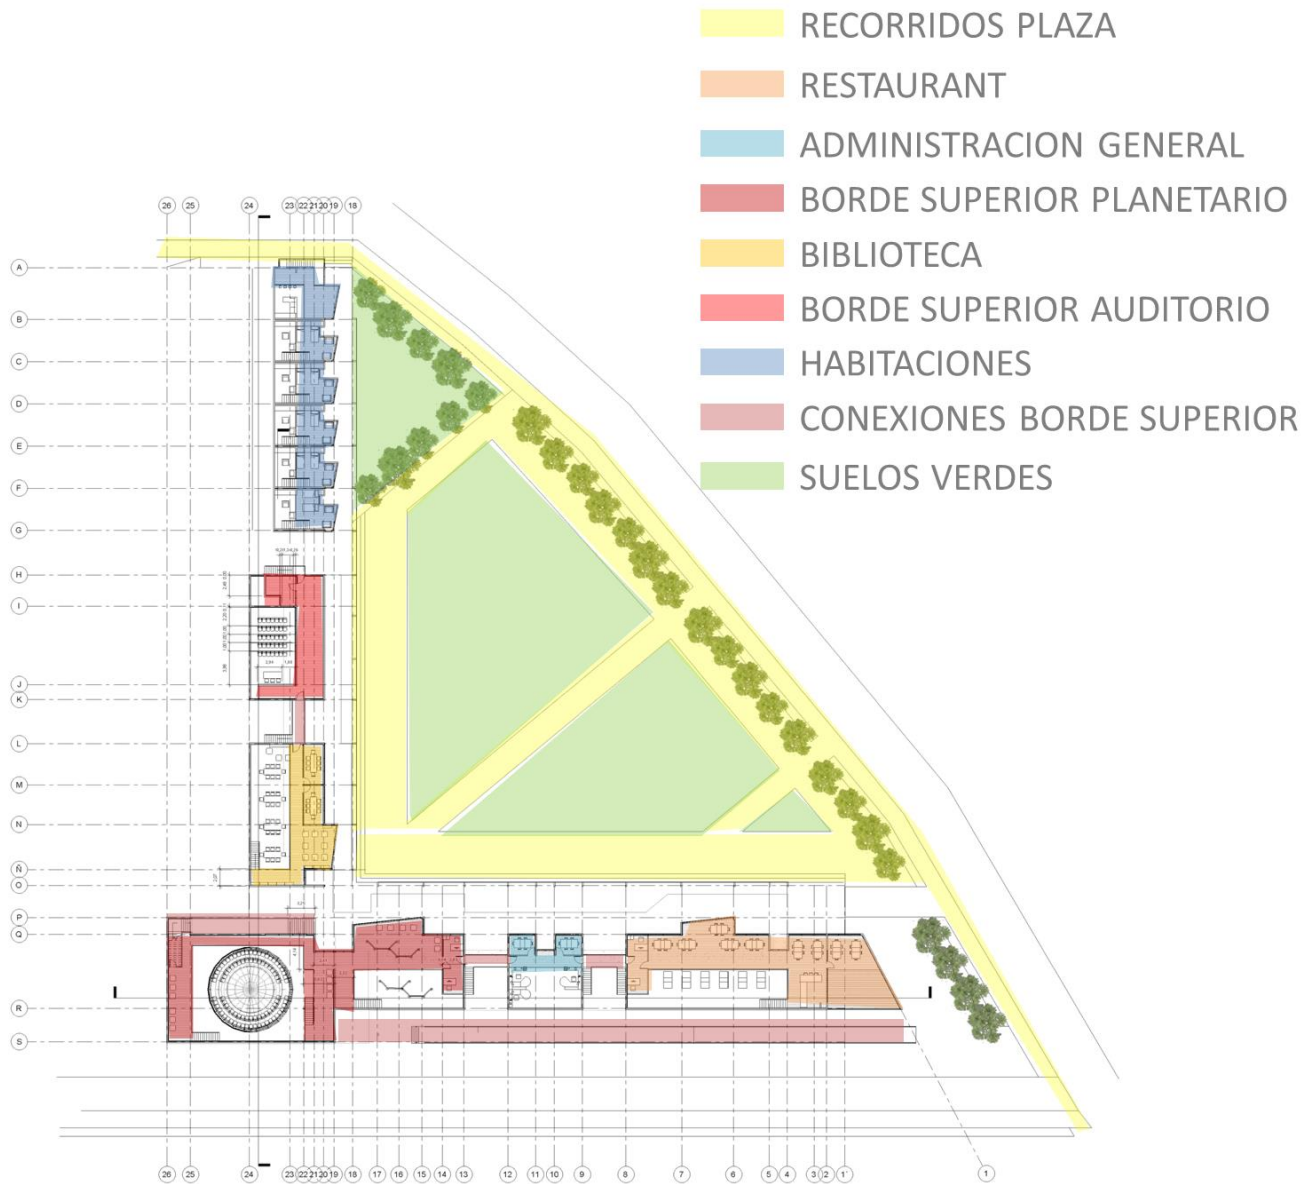 RECORRIDOS PLAZA
RESTAURANT
ADMINISTRACION GENERAL
BORDE SUPERIOR PLANETARIO
BIBLIOTECA
BORDE SUPERIOR AUDITORIO
HABITACIONES
CONEXIONES BORDE SUPERIOR
SUELOS VERDES
26 25 24 23 22 21 20 19 18
A
B
C
D
E
F
G
H
I
J
K
L
M
N
Ñ
O
P
Q
R
S
26 25 24 23 22 21 20 19 18 17 16 15 14 13 12 11 10 9 8 7 6 5 4 3 2 1' 1